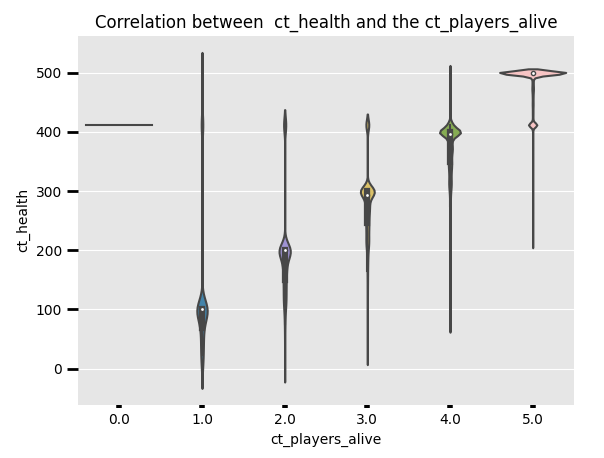 Correlation between  ct_health and the ct_players_alive
500
400
300
200
100
0
ct_health
0.0 1.0 2.0 3.0 4.0 5.0
ct_players_alive